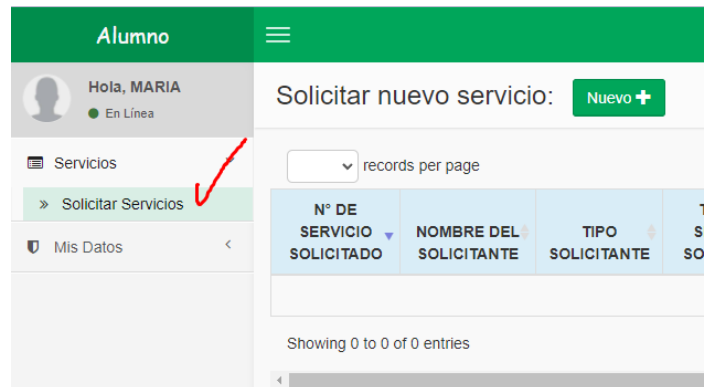 Alumno
Hola, MARIA
En Línea
Servicios
» Solicitar Servicios
Mis Datos
Solicitar nuevo servicio:
Nuevo
records per page
N° DE
SERVICIO
SOLICITADO
NOMBRE DEL
SOLICITANTE
TIPO
SOLICITANTE
Showing 0 to 0 of 0 entries